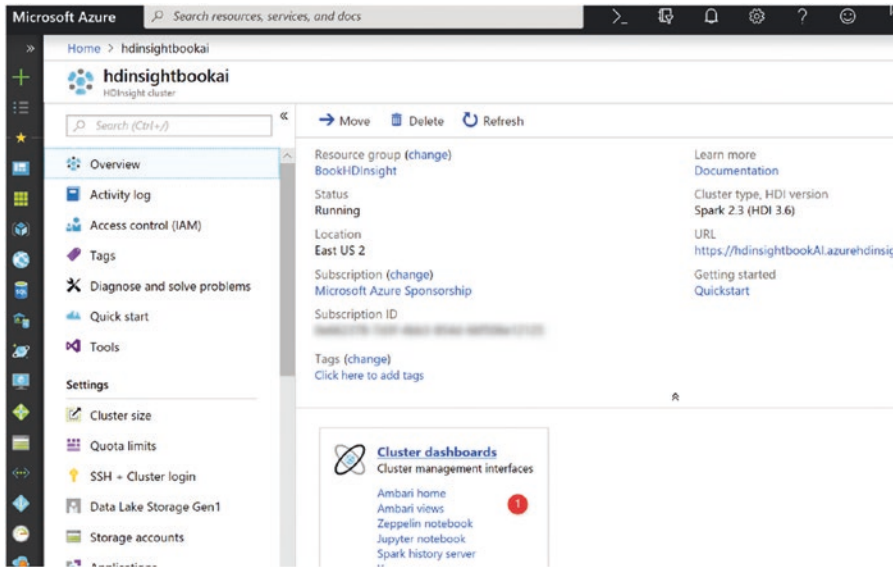 Microsoft Azure
Search resources, services, and docs
Home > hdinsightbookai
hdinsightbookai
HDInsight cluster
Search (Ctrl+/)
Overview
Activity log
Access control (IAM)
Tags
Diagnose and solve problems
Quick start
Tools
Settings
Cluster size
Quota limits
SSH + Cluster login
Data Lake Storage Gen1
Storage accounts
Applications
Move Delete Refresh
Resource group (change)
BookHDInsight
Status
Running
Location
East US 2
Subscription (change)
Microsoft Azure Sponsorship
Subscription ID
Tags (change)
Click here to add tags
Learn more
Documentation
Cluster type, HDI version
Spark 2.3 (HDI 3.6)
URL
https://hdinsightbookAI.azurehdinsig
Getting started
Quickstart
Cluster dashboards
Cluster management interfaces
Ambari home
Ambari views
Zeppelin notebook
Jupyter notebook
Spark history server
1